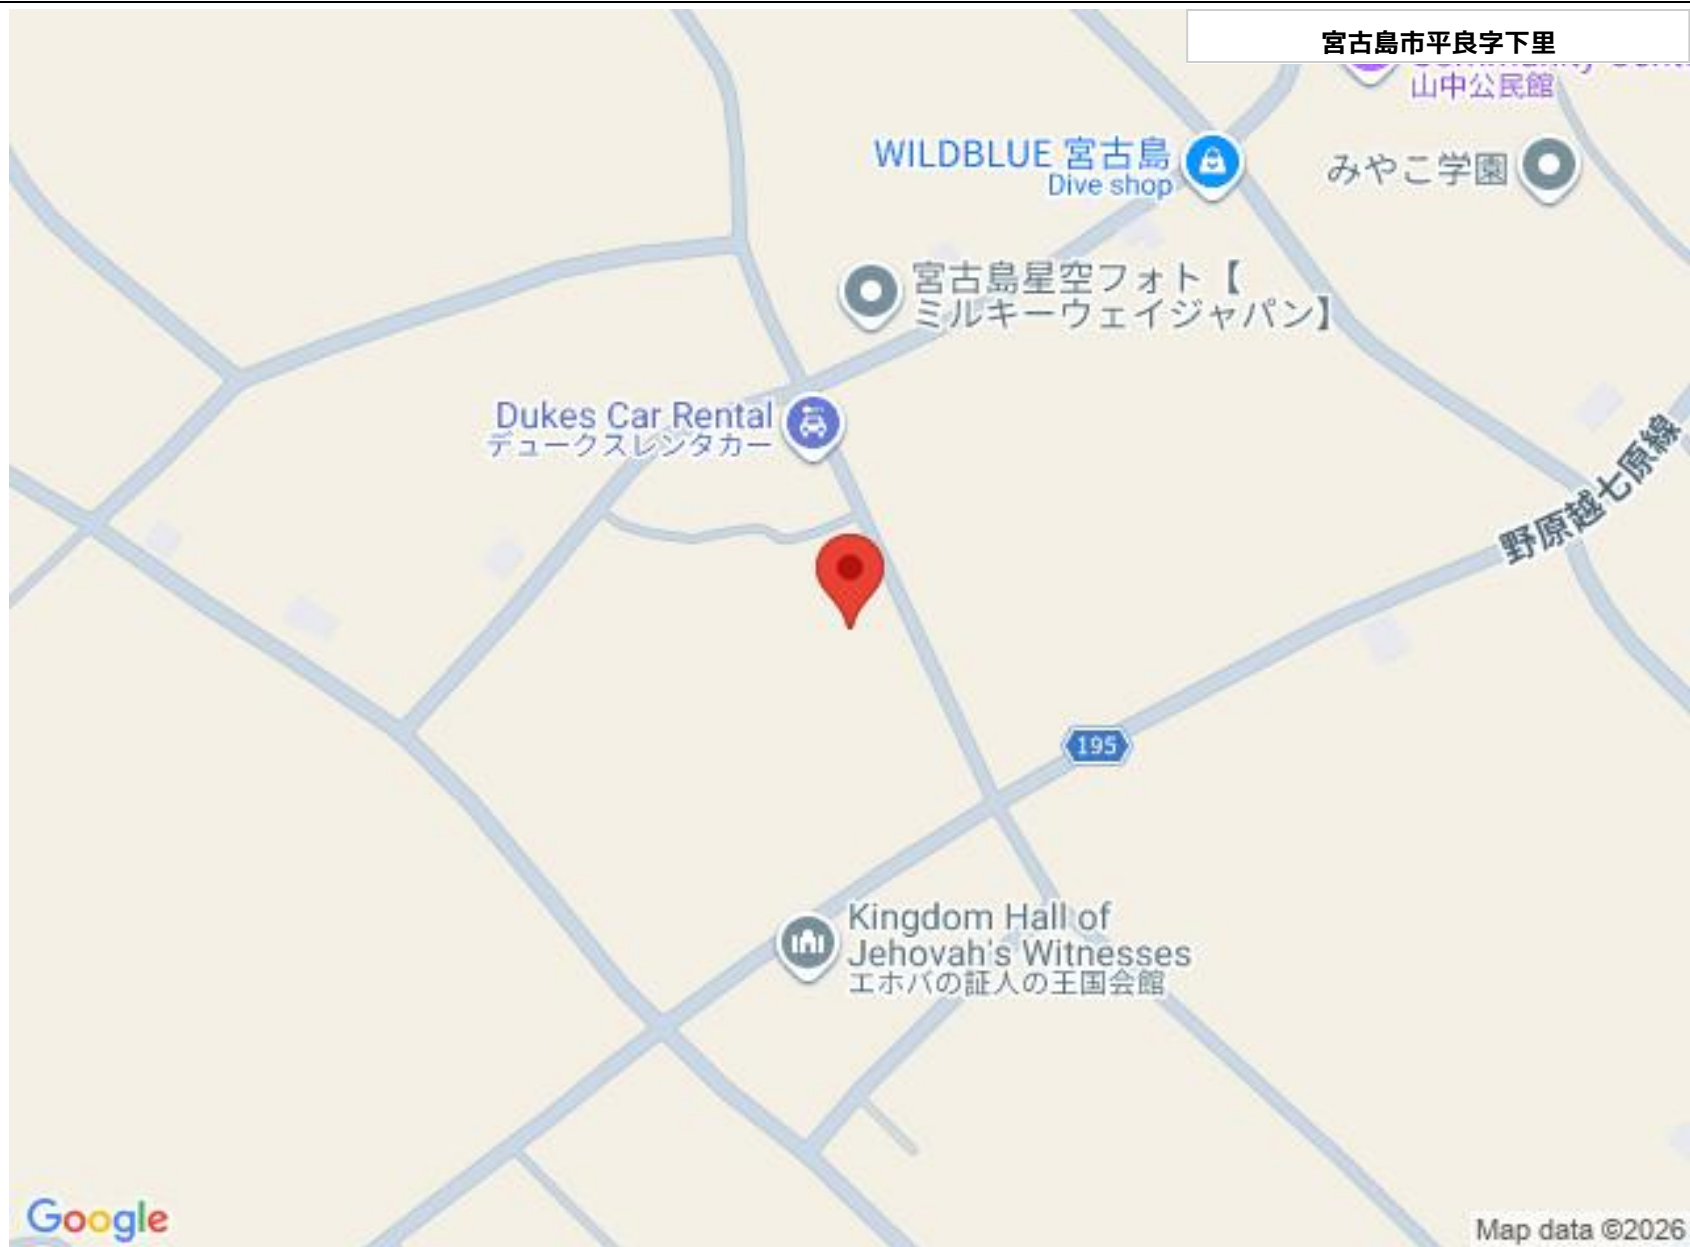 宮古島市平良字下里
山中公民館
WILDBLUE 宮古島
Dive shop
みやこ学園
宮古島星空フォト【
ミルキーウェイジャパン】
Dukes Car Rental
デュークスレンタカー
野原越七原線
195
Kingdom Hall of
Jehovah's Witnesses
エホバの証人の王国会館
Google
Map data ©2026